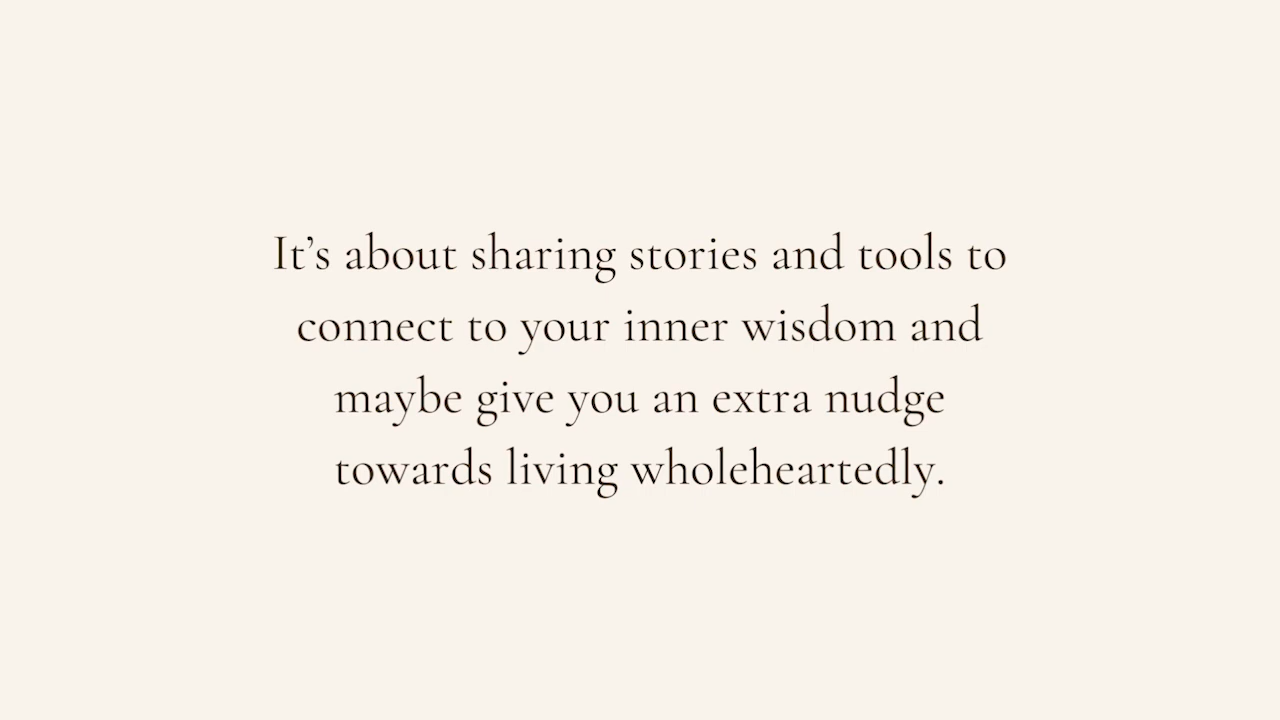 It’s about sharing stories and tools to
connect to your inner wisdom and
maybe give you an extra nudge
towards living wholeheartedly.